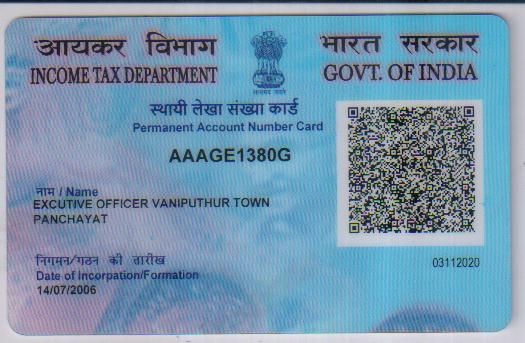 आयकर विभाग
INCOME TAX DEPARTMENT
भारत सरकार
GOVT. OF INDIA
सत्यमेव जयते
स्थायी लेखा संख्या कार्ड
Permanent Account Number Card
AAAGE1380G
नाम / Name
EXCUTIVE OFFICER VANIPUTHUR TOWN
PANCHAYAT
निगमन/गठन की तारीख
Date of Incorpation/Formation
14/07/2006
03112020